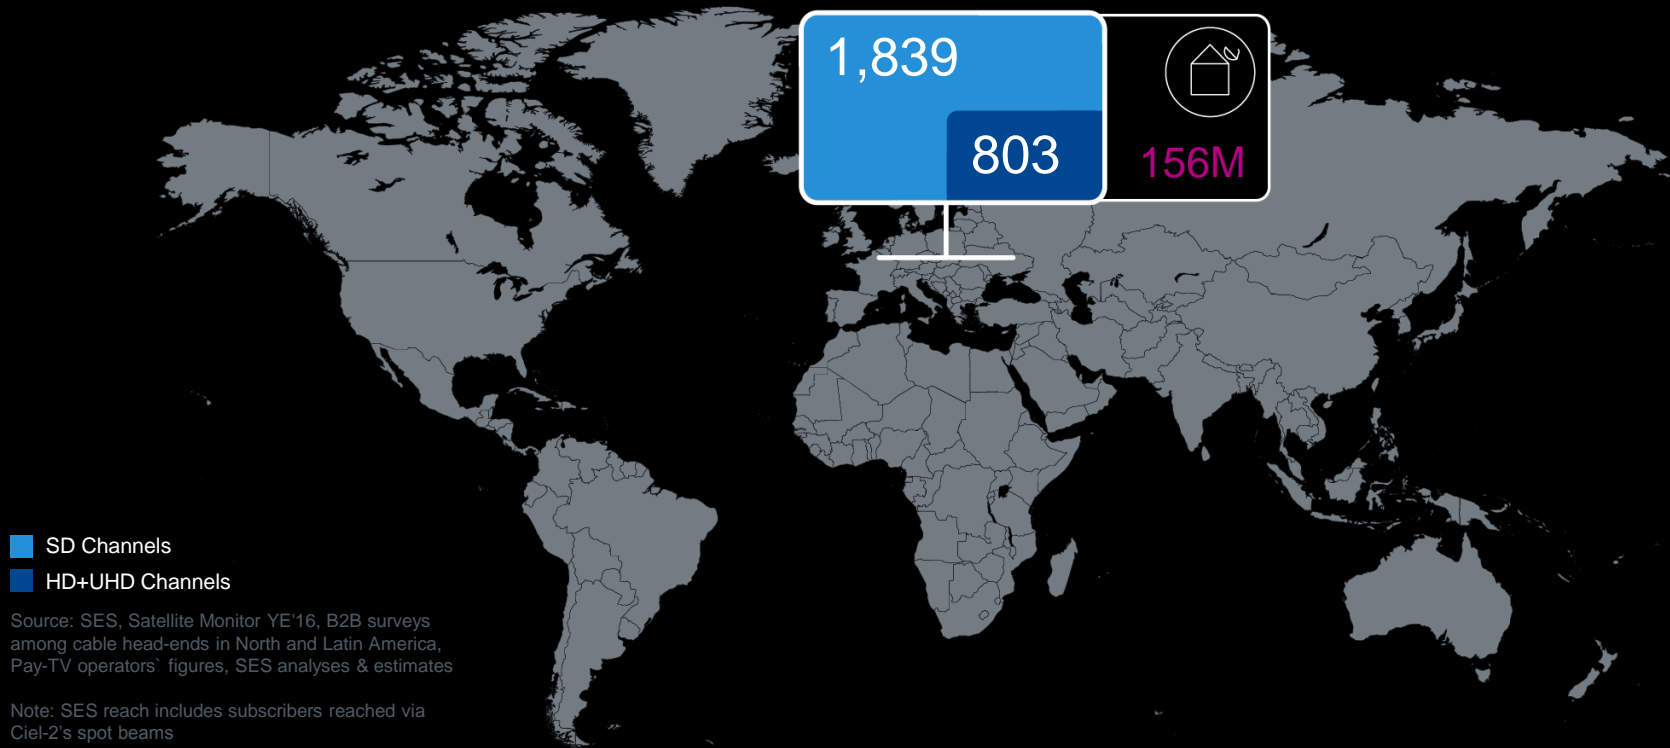 1,839
803
156M
SD Channels
HD+UHD Channels
Source: SES, Satellite Monitor YE'16, B2B surveys
among cable head-ends in North and Latin America,
Pay-TV operators` figures, SES analyses & estimates
Note: SES reach includes subscribers reached via
Ciel-2's spot beams